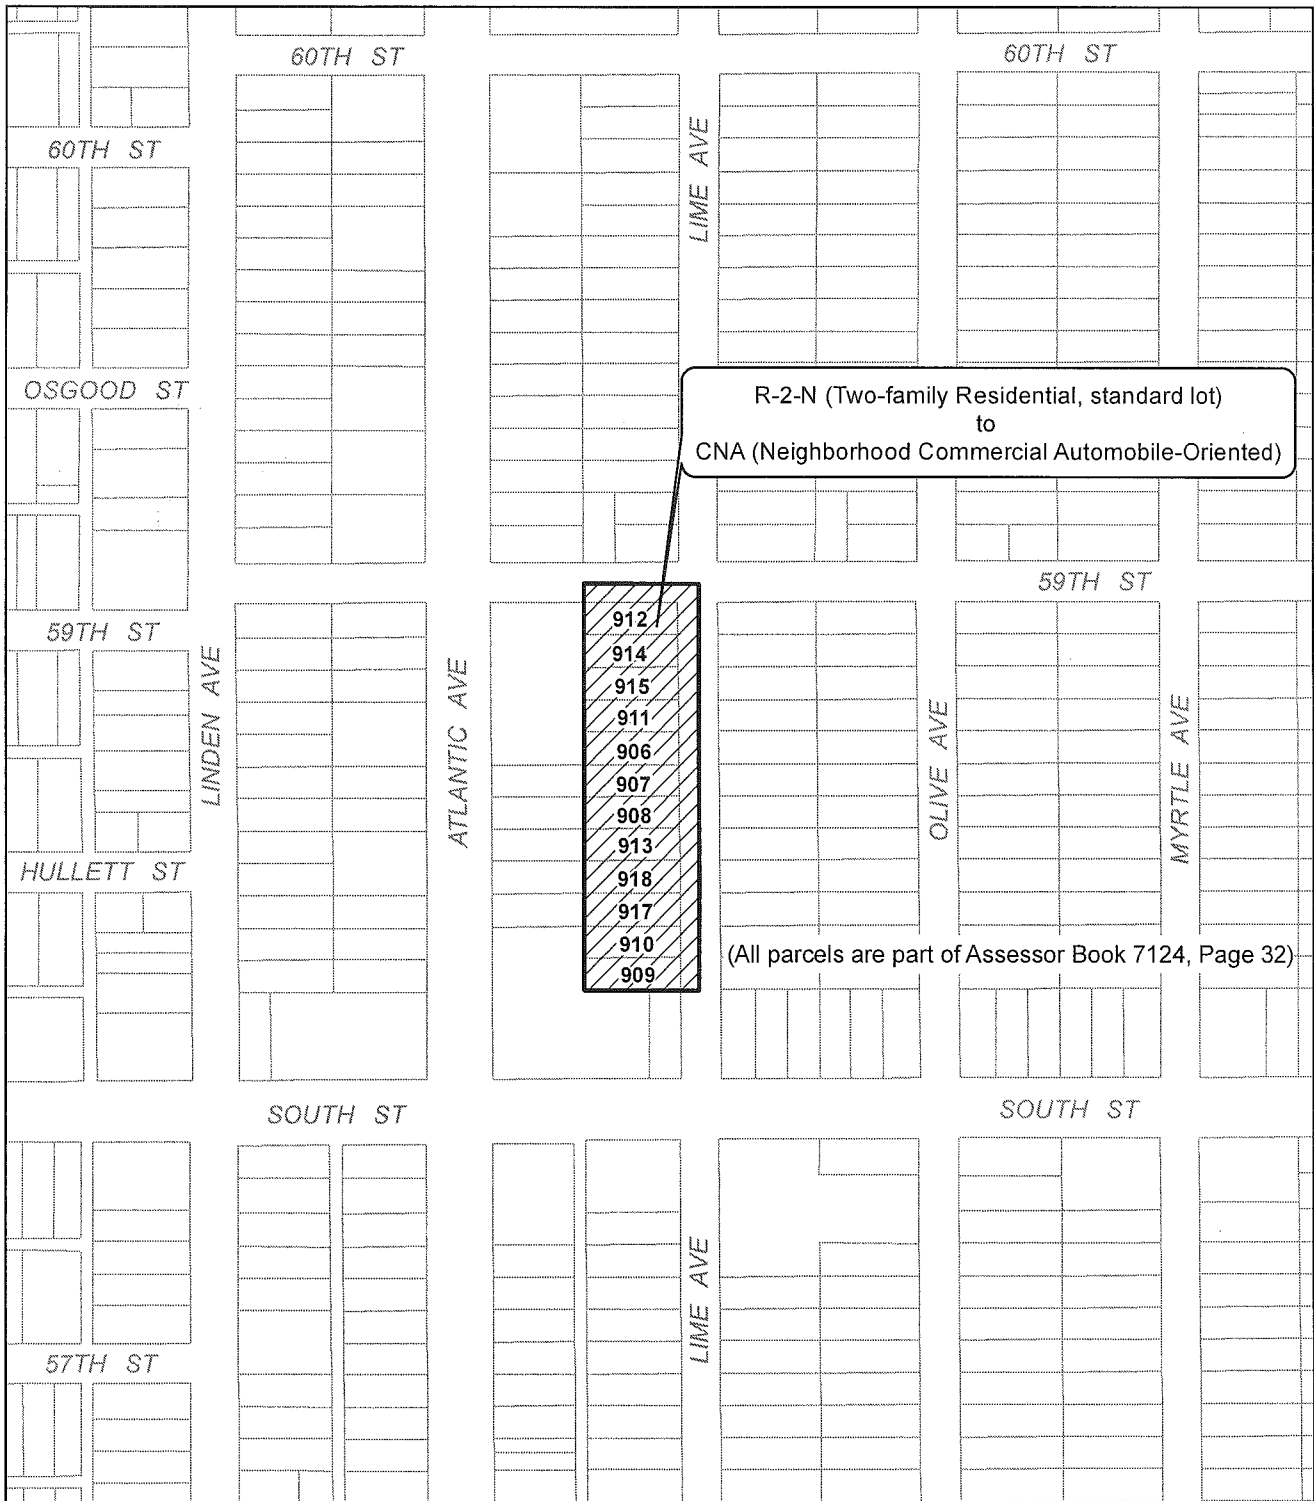 60TH ST
60TH ST
60TH ST
LIME AVE
OSGOOD ST
R-2-N (Two-family Residential, standard lot)
to
CNA (Neighborhood Commercial Automobile-Oriented)
59TH ST
59TH ST
LINDEN AVE
ATLANTIC AVE
912
914
915
911
906
907
908
913
918
917
910
909
OLIVE AVE
MYRTLE AVE
HULLETT ST
(All parcels are part of Assessor Book 7124, Page 32)
SOUTH ST
SOUTH ST
LIME AVE
57TH ST